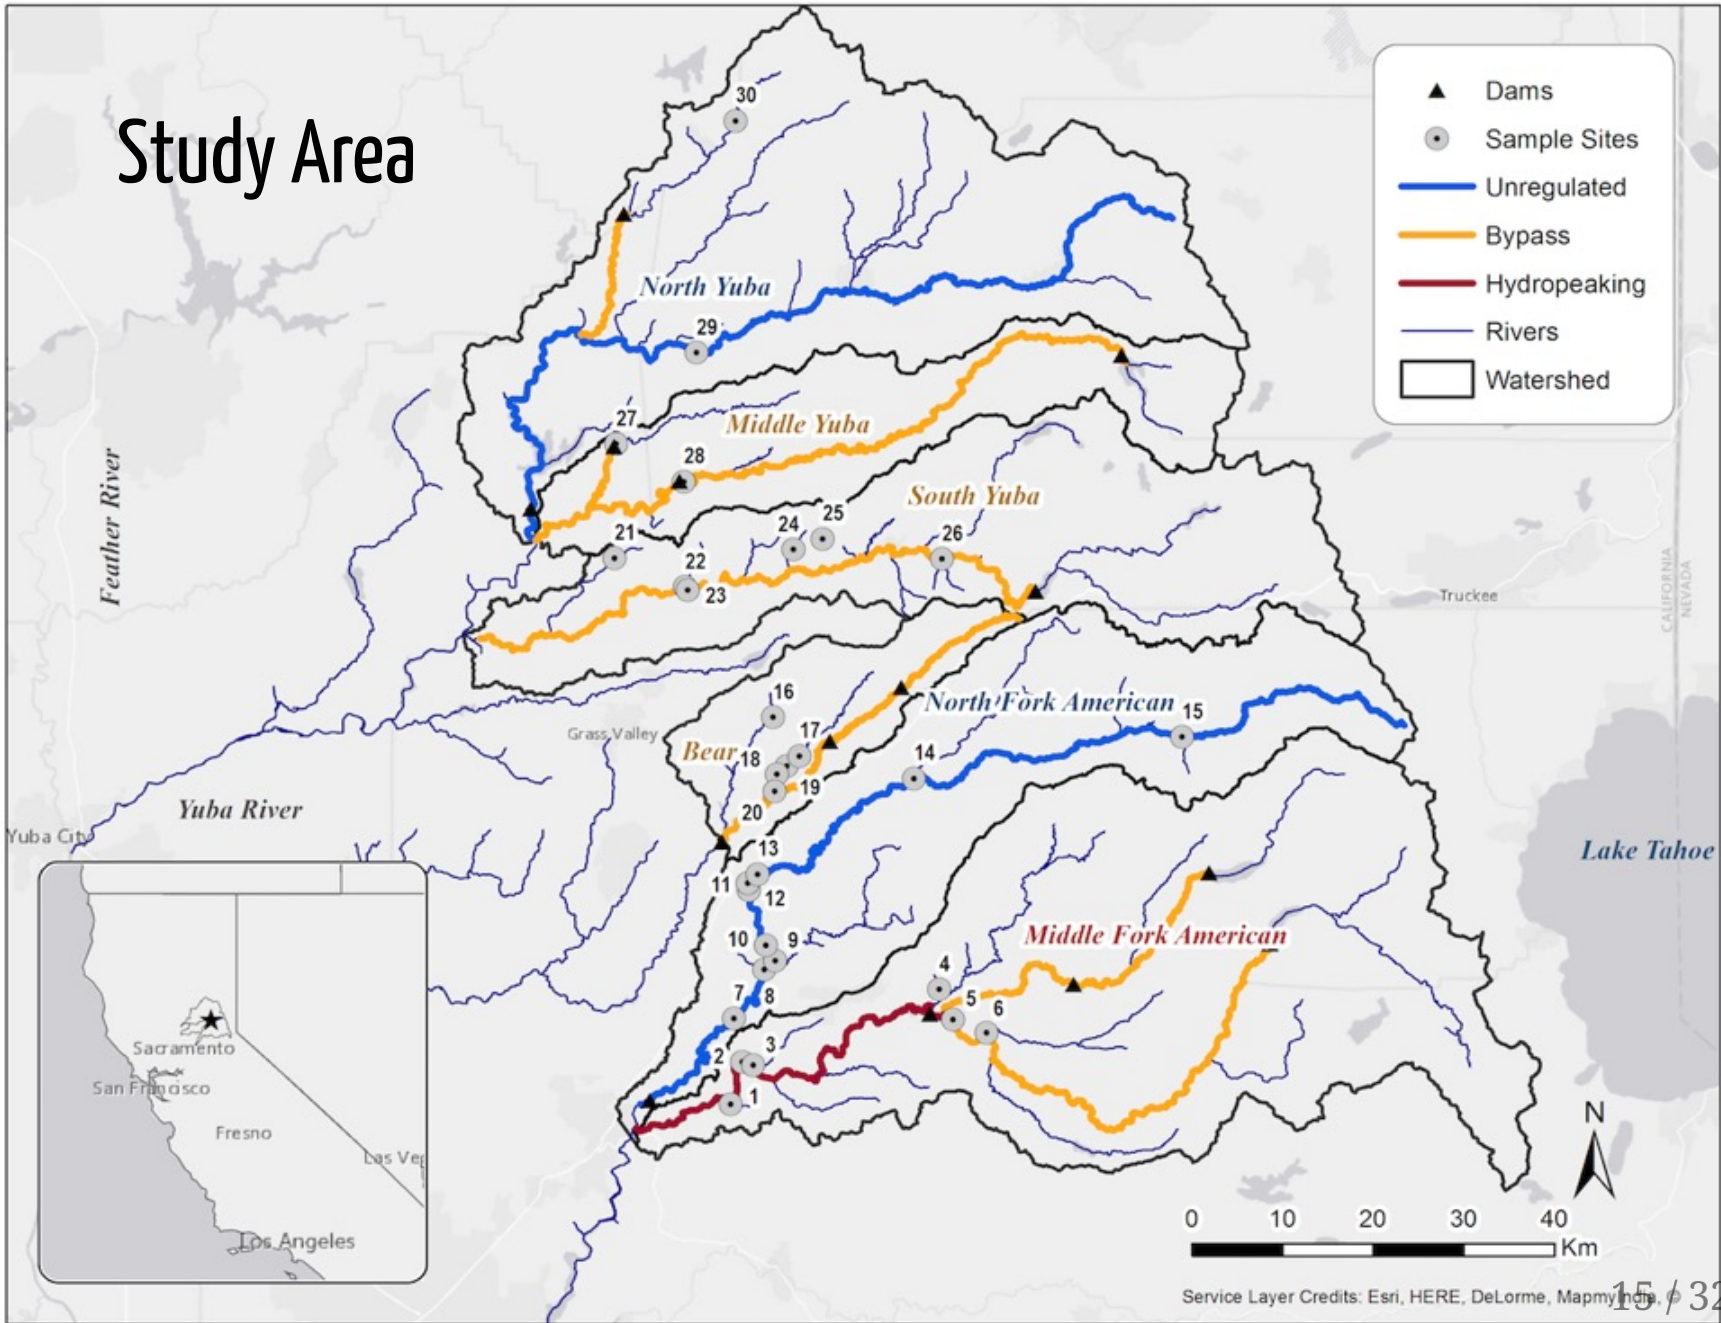 Study Area
Dams
Sample Sites
Unregulated
Bypass
Hydropeaking
Rivers
Watershed
30
North Yuba
29
27
Middle Yuba
28
South Yuba
Feather River
21
24
25
26
22
23
Truckee
CALIFORNIA
NEVADA
16
North Fork American
15
Grass Valley
Bear
17
18
14
19
20
Yuba River
Yuba City
Lake Tahoe
13
11
12
10
9
Middle Fork American
4
7
8
5
6
2
3
1
Sacramento
San Francisco
Fresno
Las Ve
Los Angeles
N
0 10 20 30 40
Km
Service Layer Credits: Esri, HERE, DeLorme, MapmyIndia, ©
15 / 32